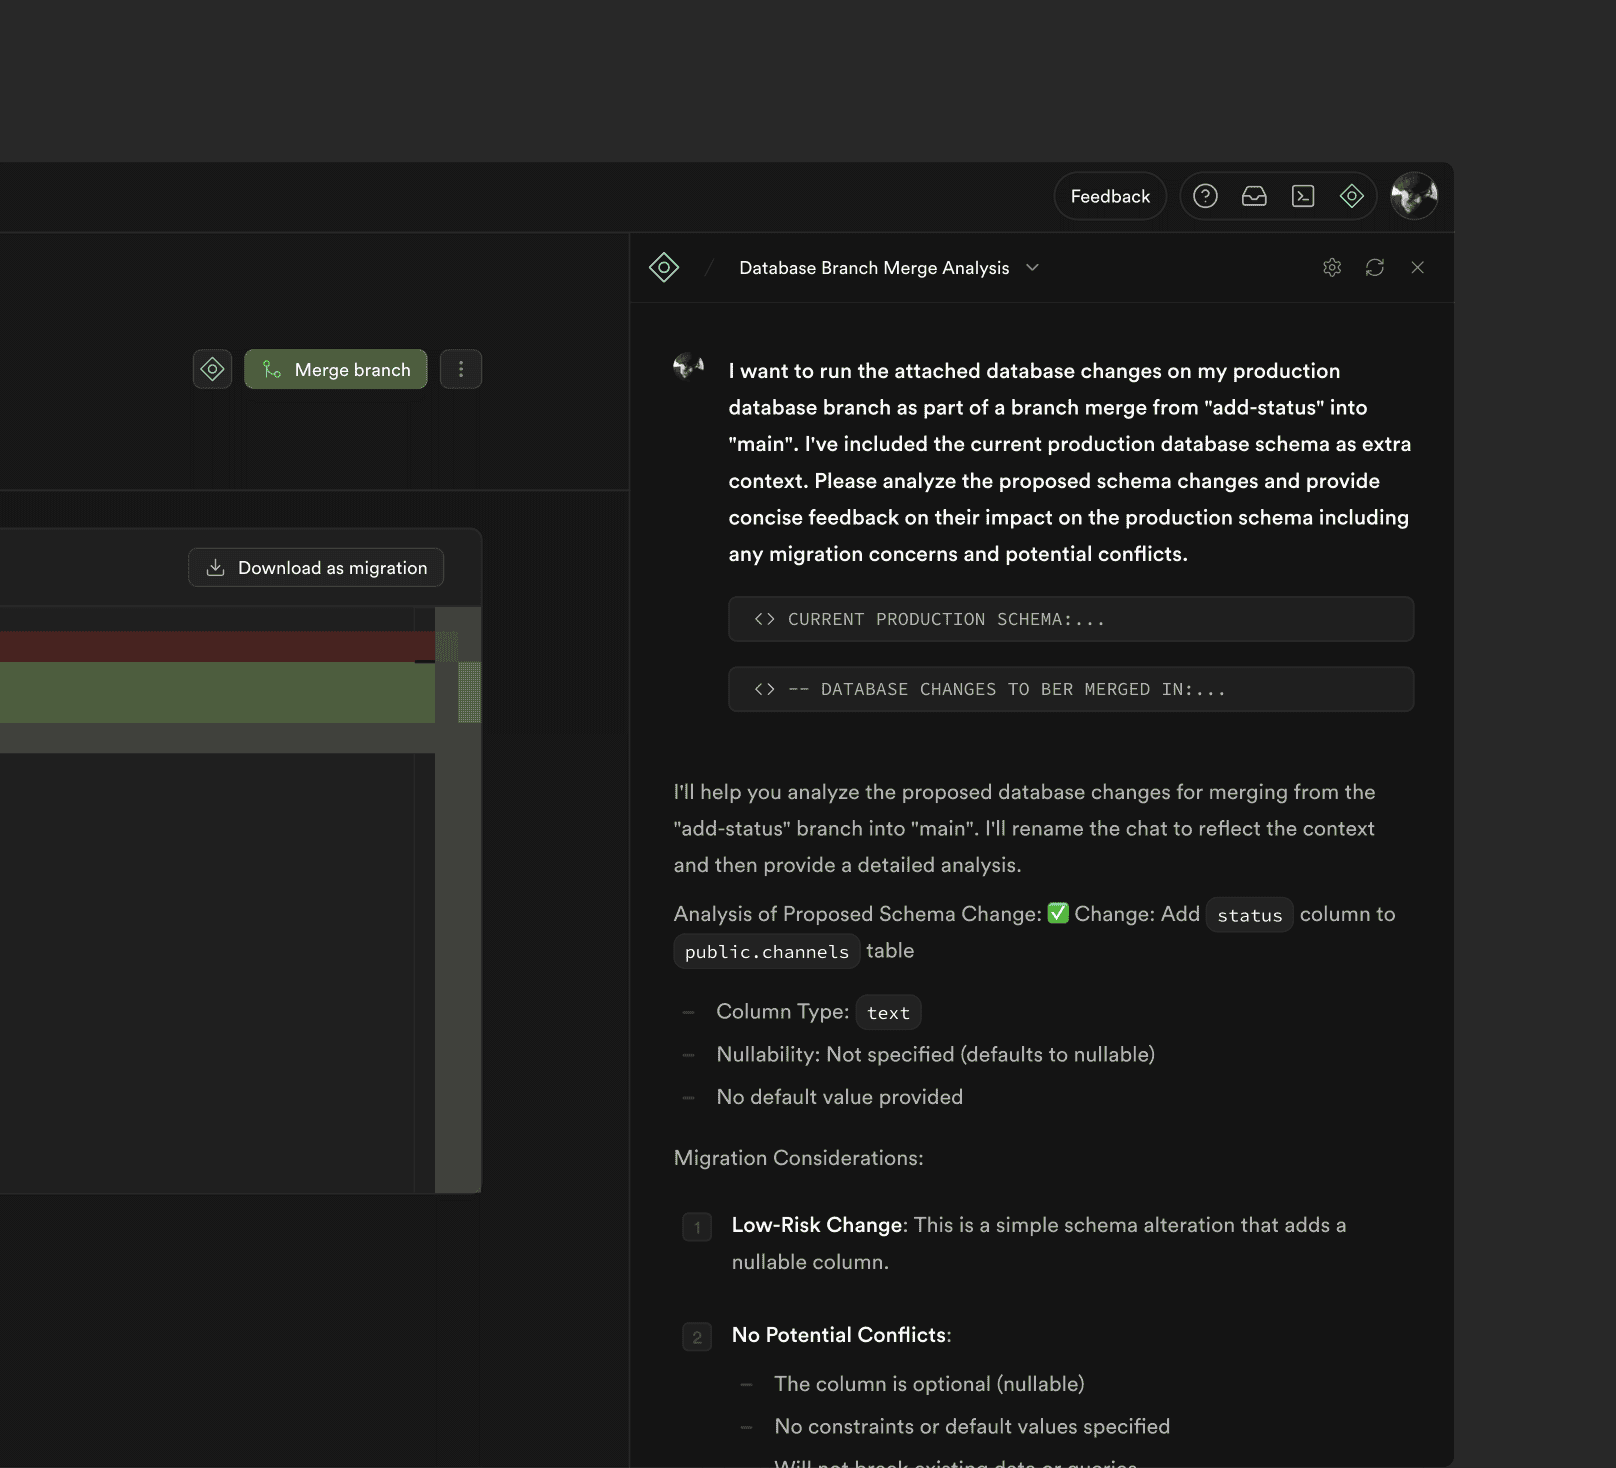 Feedback
Database Branch Merge Analysis
Merge branch
Download as migration
I want to run the attached database changes on my production
database branch as part of a branch merge from "add-status" into
"main". I've included the current production database schema as extra
context. Please analyze the proposed schema changes and provide
concise feedback on their impact on the production schema including
any migration concerns and potential conflicts.
<> CURRENT PRODUCTION SCHEMA:...
<> -- DATABASE CHANGES TO BER MERGED IN:...
I'll help you analyze the proposed database changes for merging from the
"add-status" branch into "main". I'll rename the chat to reflect the context
and then provide a detailed analysis.
Analysis of Proposed Schema Change: ✅ Change: Add status column to
public.channels table
– Column Type: text
– Nullability: Not specified (defaults to nullable)
– No default value provided
Migration Considerations:
1 Low-Risk Change: This is a simple schema alteration that adds a
nullable column.
2 No Potential Conflicts:
– The column is optional (nullable)
– No constraints or default values specified
Will not break existing data or queries